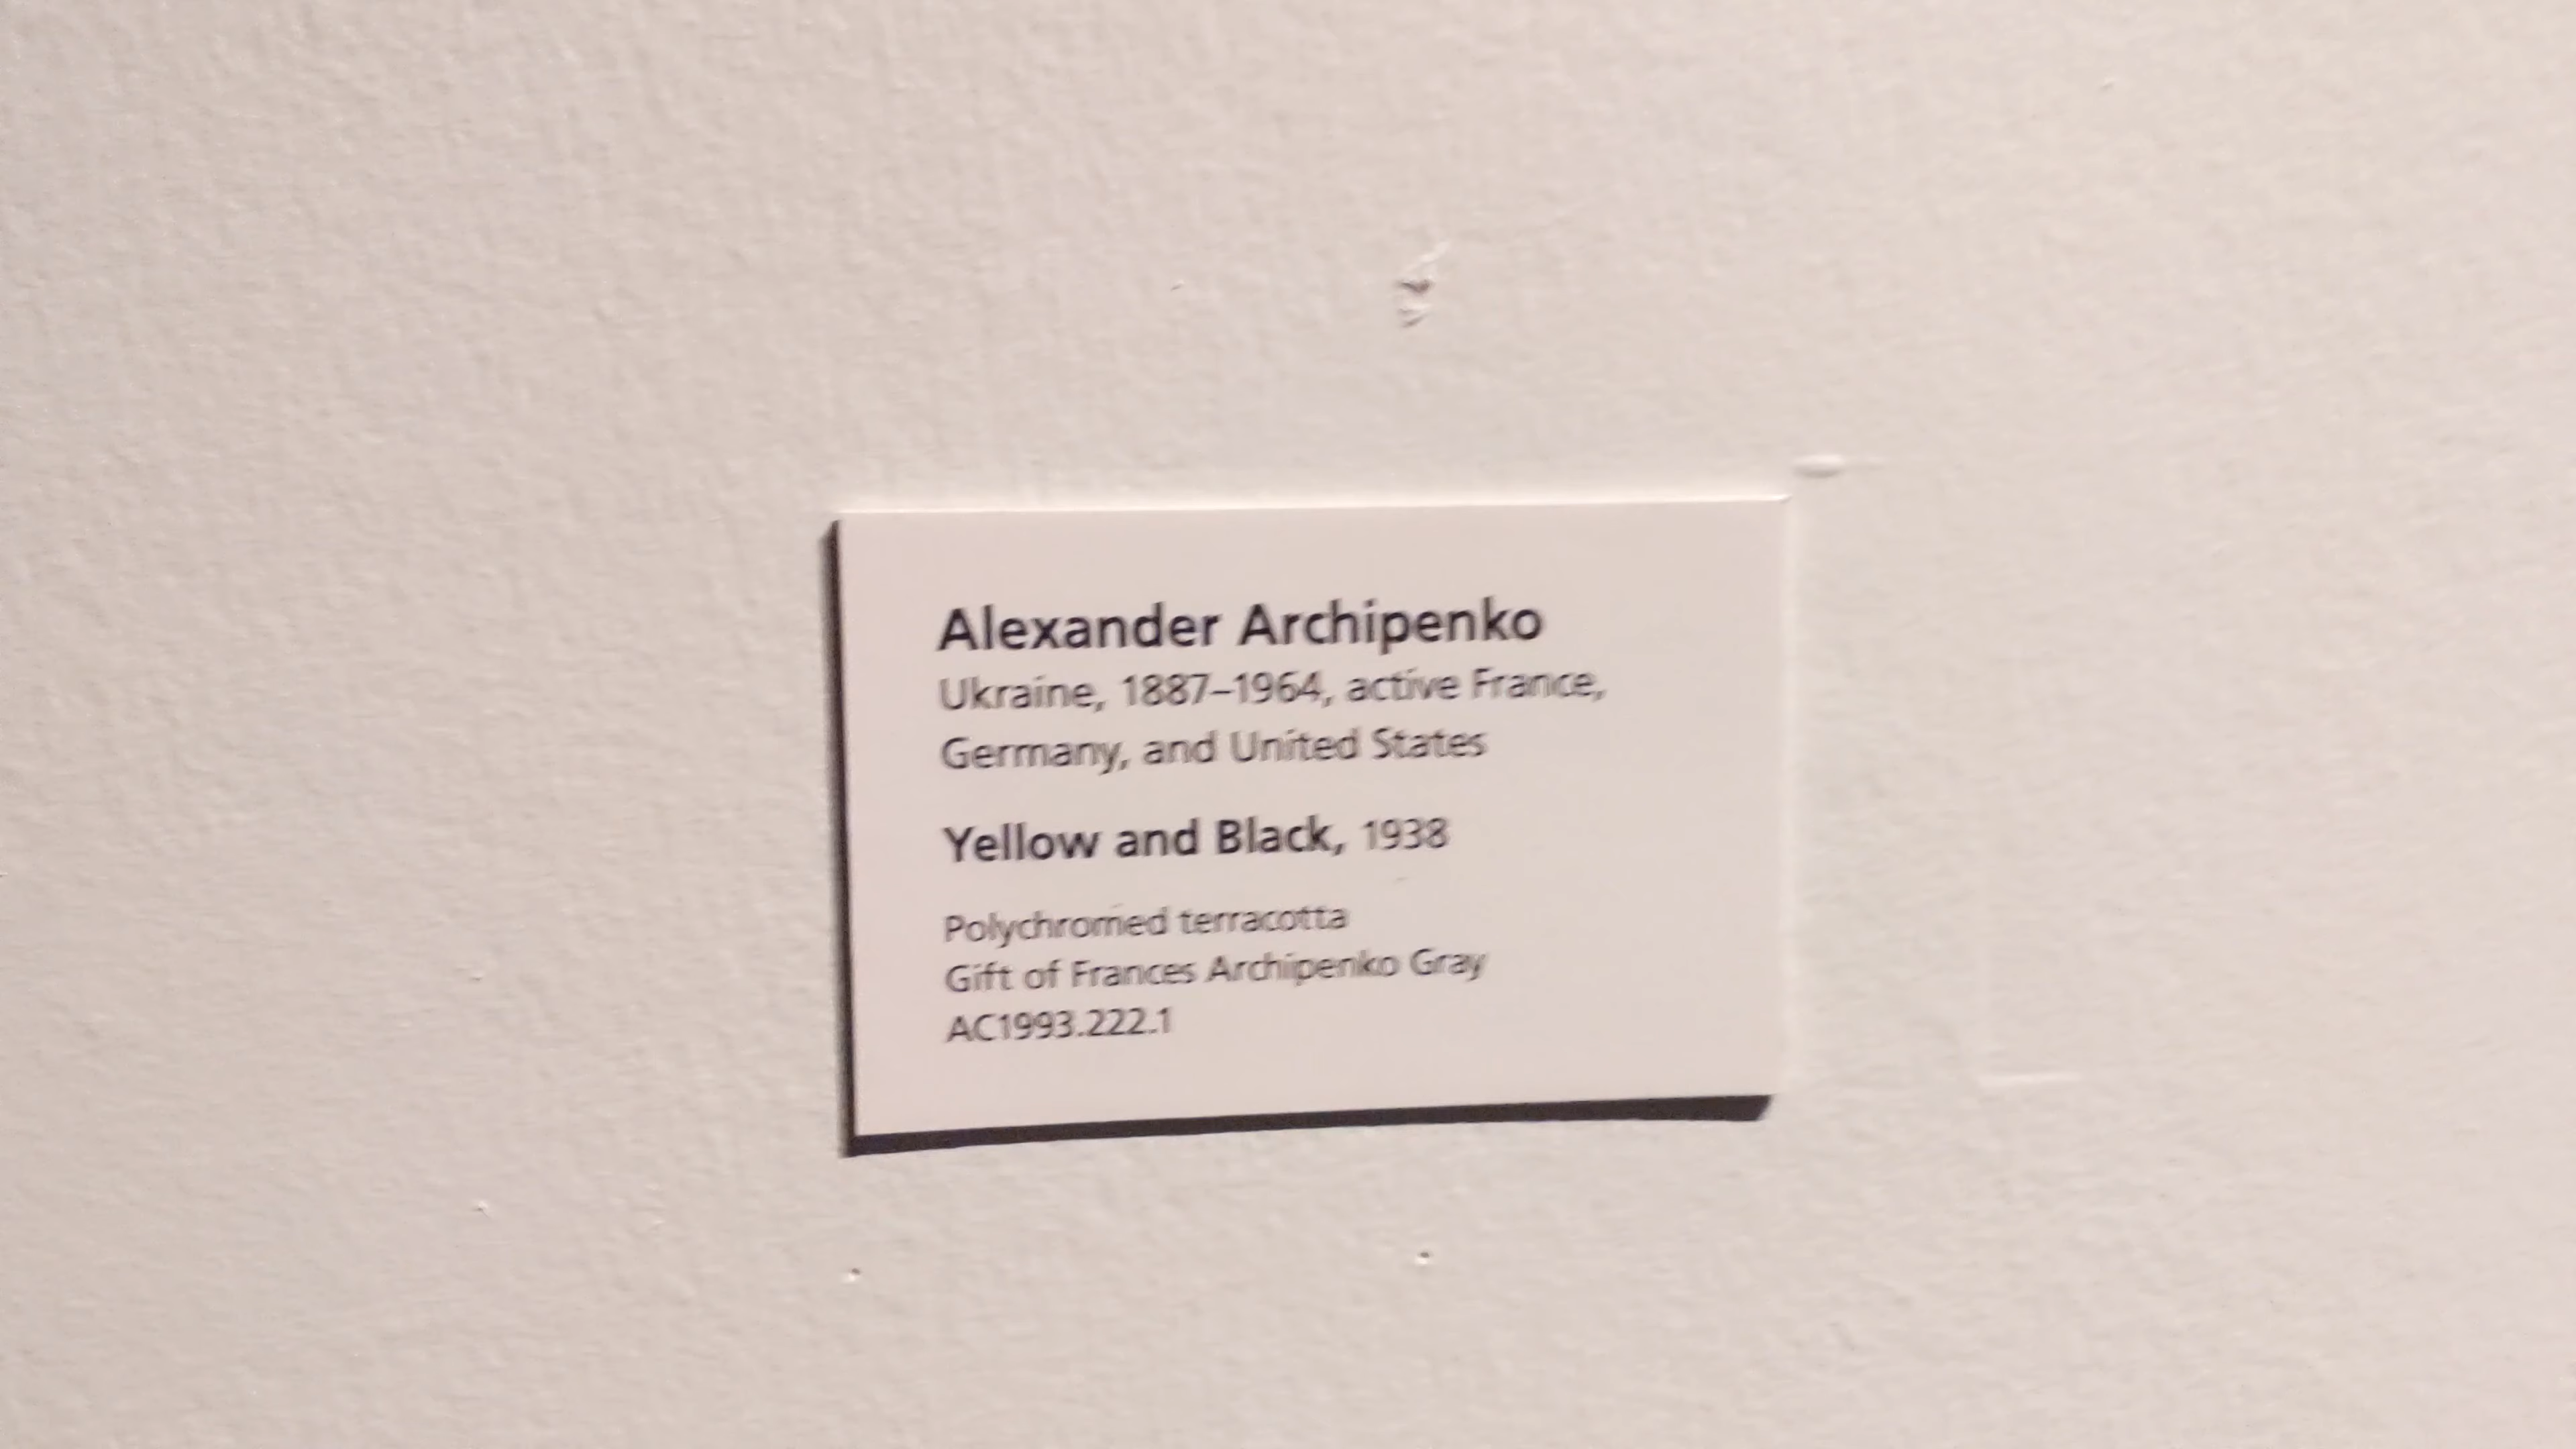 Alexander Archipenko
Ukraine, 1887–1964, active France,
Germany, and United States
Yellow and Black, 1938
Polychromed terracotta
Gift of Frances Archipenko Gray
AC1993.222.1